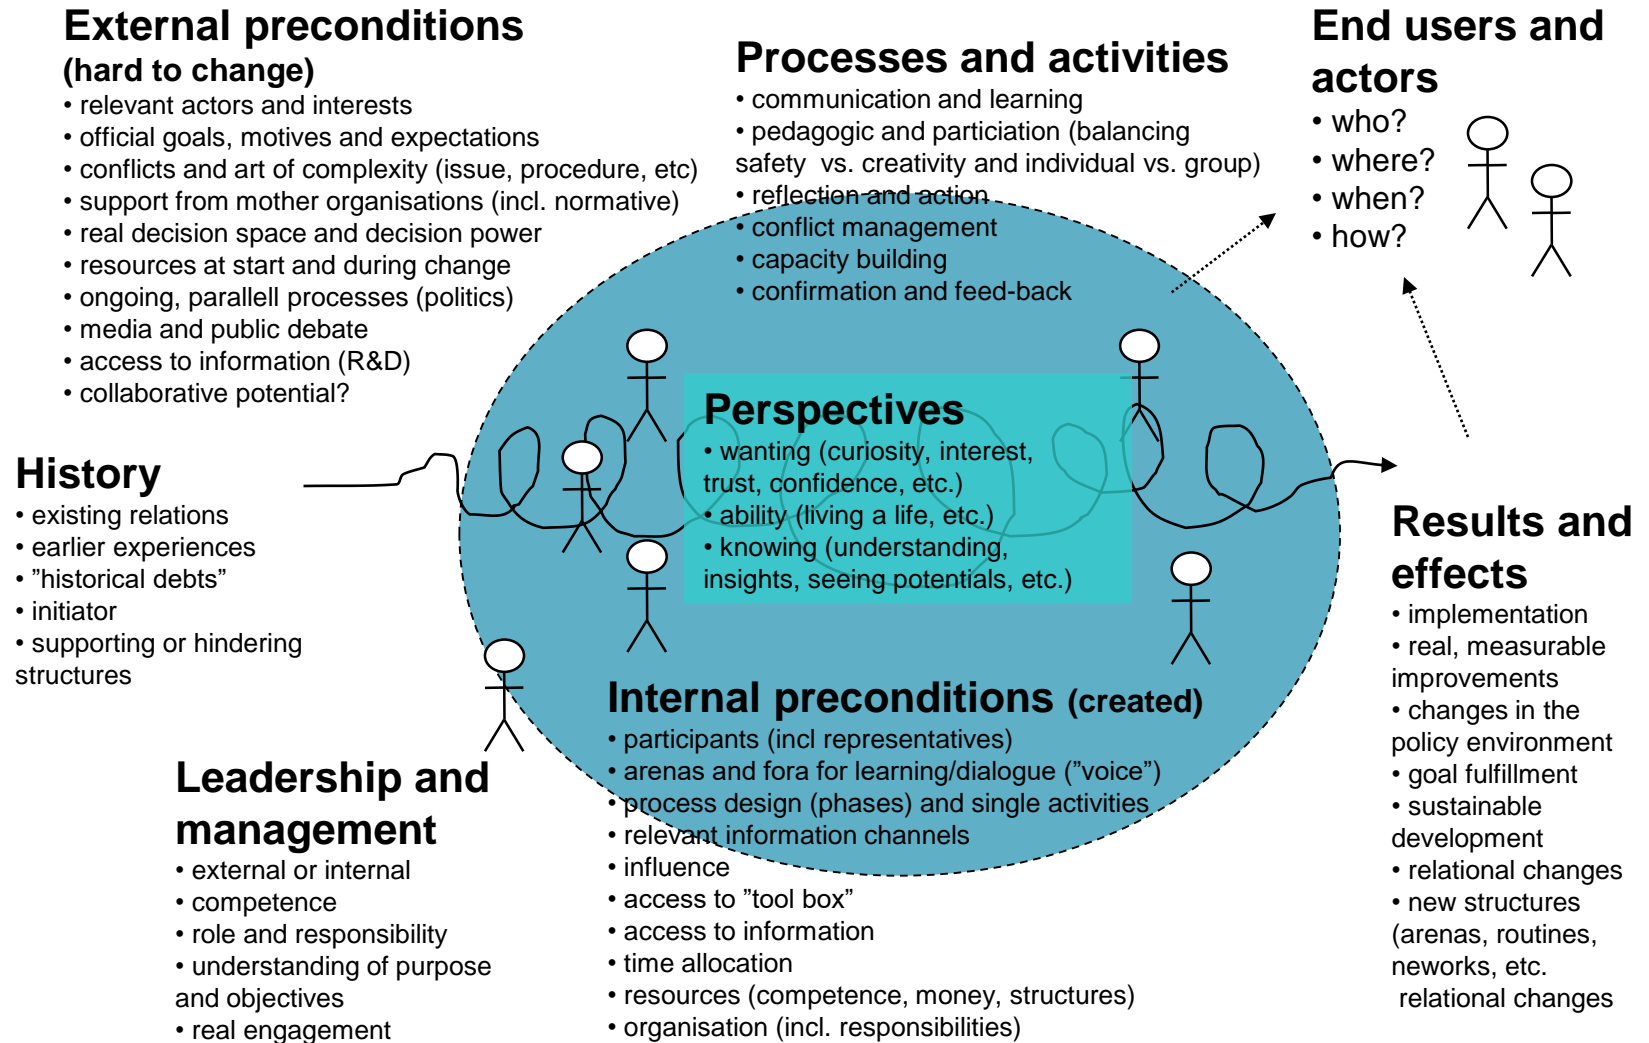 External preconditions
(hard to change)
• relevant actors and interests
• official goals, motives and expectations
• conflicts and art of complexity (issue, procedure, etc)
• support from mother organisations (incl. normative)
• real decision space and decision power
• resources at start and during change
• ongoing, parallell processes (politics)
• media and public debate
• access to information (R&D)
• collaborative potential?
Processes and activities
• communication and learning
• pedagogic and particiation (balancing
safety vs. creativity and individual vs. group)
• reflection and action
• conflict management
• capacity building
• confirmation and feed-back
End users and
actors
• who?
• where?
• when?
• how?
History
• existing relations
• earlier experiences
• ”historical debts”
• initiator
• supporting or hindering
structures
Perspectives
• wanting (curiosity, interest,
trust, confidence, etc.)
• ability (living a life, etc.)
• knowing (understanding,
insights, seeing potentials, etc.)
Results and
effects
• implementation
• real, measurable
improvements
• changes in the
policy environment
• goal fulfillment
• sustainable
development
• relational changes
• new structures
(arenas, routines,
neworks, etc.
relational changes
Leadership and
management
• external or internal
• competence
• role and responsibility
• understanding of purpose
and objectives
• real engagement
Internal preconditions (created)
• participants (incl representatives)
• arenas and fora for learning/dialogue (”voice”)
• process design (phases) and single activities
• relevant information channels
• influence
• access to ”tool box”
• access to information
• time allocation
• resources (competence, money, structures)
• organisation (incl. responsibilities)